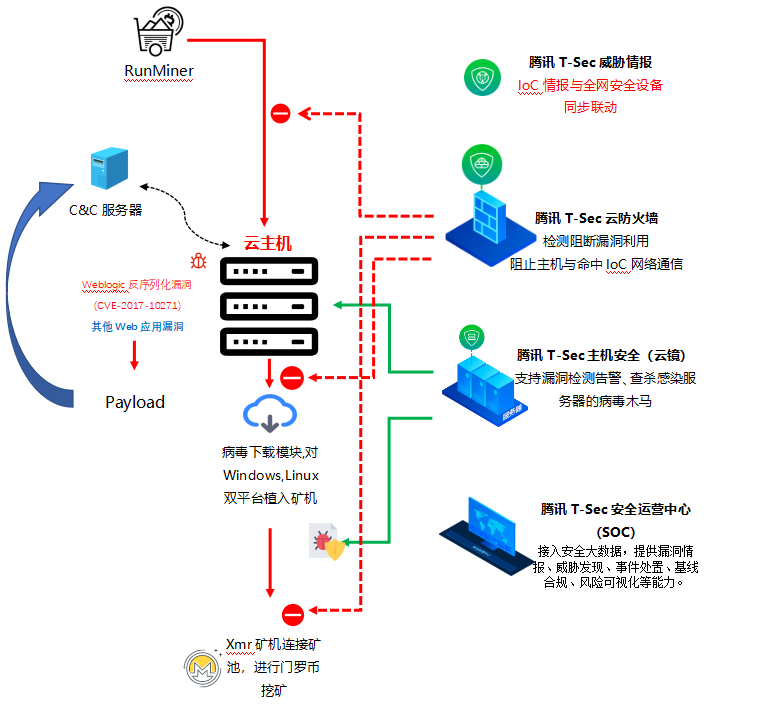 RunMiner
C&C 服务器
云主机
Weblogic 反序列化漏洞
(CVE-2017-10271)
其他 Web 应用漏洞
Payload
病毒下载模块,对
Windows,Linux
双平台植入矿机
Xmr 矿机连接矿
池，进行门罗币
挖矿
腾讯 T-Sec 威胁情报
IoC 情报与全网安全设备
同步联动
腾讯 T-Sec 云防火墙
检测阻断漏洞利用
阻止主机与命中 IoC 网络通信
腾讯 T-Sec 主机安全（云镜）
支持漏洞检测告警、查杀感染服
务器的病毒木马
服务器
腾讯 T-Sec 安全运营中心
（SOC）
接入安全大数据，提供漏洞情
报、威胁发现、事件处置、基线
合规、风险可视化等能力。